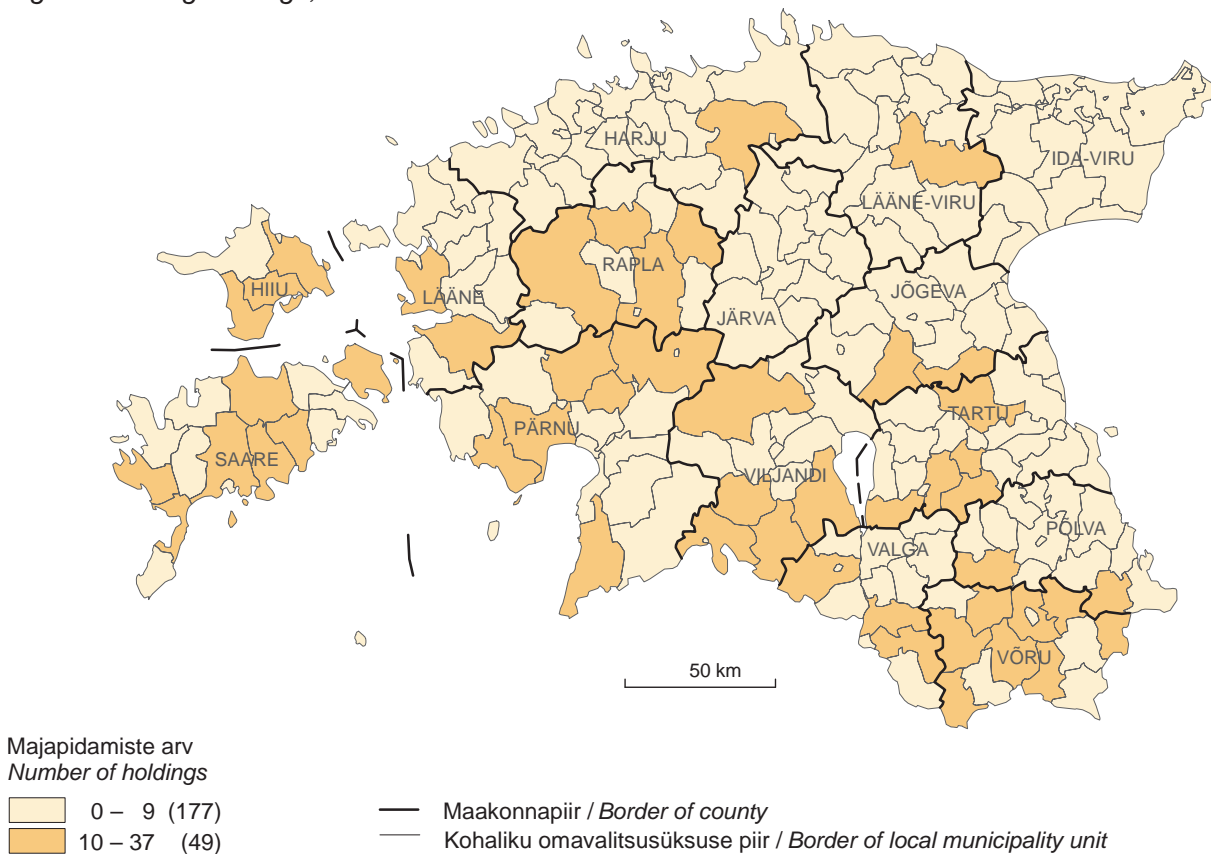 HARJU
IDA-VIRU
LÄÄNE-VIRU
RAPLA
HIIU
LÄÄNE
JÕGEVA
JÄRVA
TARTU
PÄRNU
SAARE
VILJANDI
PÕLVA
VALGA
VÕRU
50 km
Majapidamiste arv
Number of holdings
0 – 9 (177)
10 – 37 (49)
Maakonnapiir / Border of county
Kohaliku omavalitsusüksuse piir / Border of local municipality unit